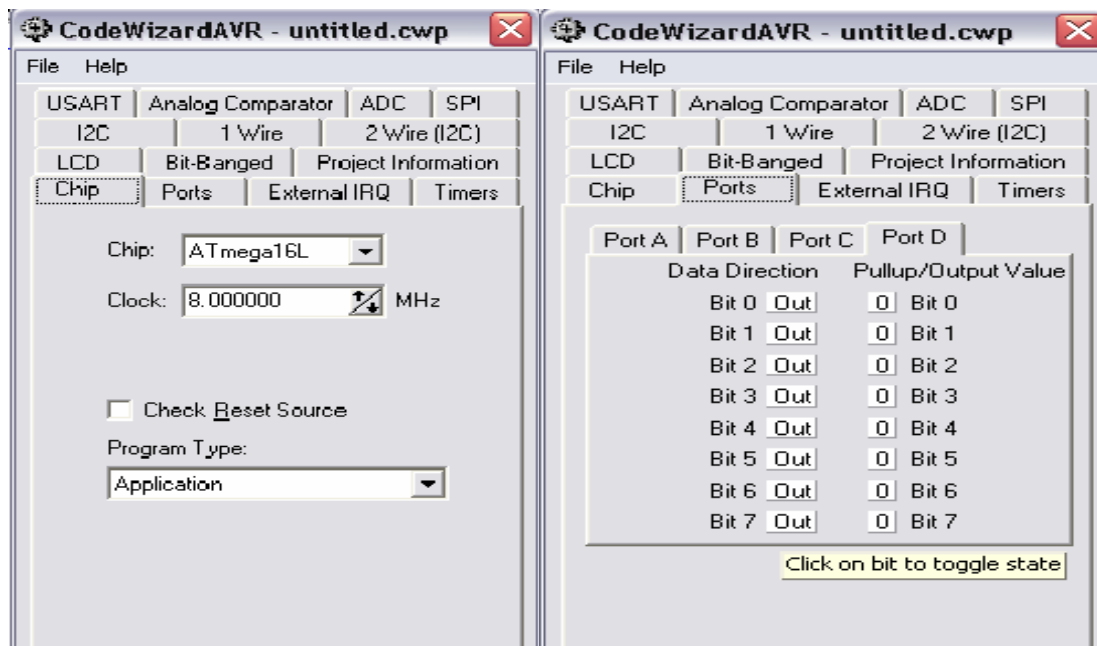 CodeWizardAVR - untitled.cwp
File Help
USART Analog Comparator ADC SPI
I2C 1 Wire 2 Wire (I2C)
LCD Bit-Banged Project Information
Chip Ports External IRQ Timers
Chip: ATmega16L
Clock: 8.000000 MHz
Check Reset Source
Program Type:
Application
CodeWizardAVR - untitled.cwp
File Help
USART Analog Comparator ADC SPI
I2C 1 Wire 2 Wire (I2C)
LCD Bit-Banged Project Information
Chip Ports External IRQ Timers
Port A Port B Port C Port D
Data Direction Pullup/Output Value
Bit 0 Out 0 Bit 0
Bit 1 Out 0 Bit 1
Bit 2 Out 0 Bit 2
Bit 3 Out 0 Bit 3
Bit 4 Out 0 Bit 4
Bit 5 Out 0 Bit 5
Bit 6 Out 0 Bit 6
Bit 7 Out 0 Bit 7
Click on bit to toggle state